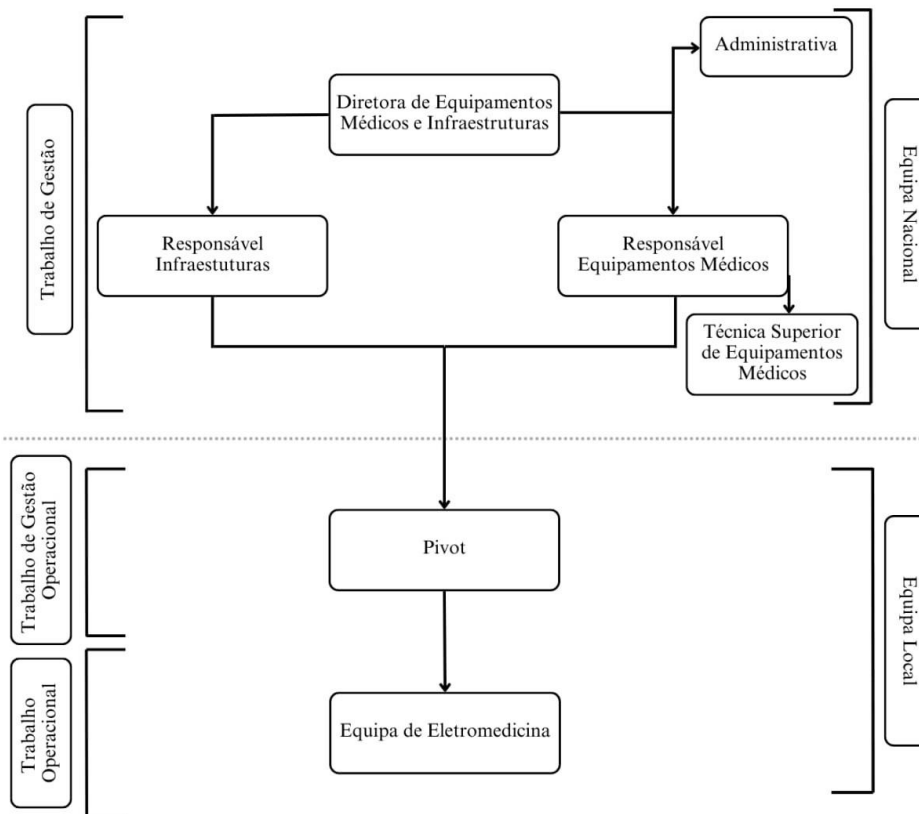 Administrativa
Diretora de Equipamentos
Médicos e Infraestruturas
Trabalho de Gestão
Equipa Nacional
Responsável
Infraestuturas
Responsável
Equipamentos Médicos
Técnica Superior
de Equipamentos
Médicos
Trabalho de Gestão
Operacional
Pivot
Equipa Local
Trabalho
Operacional
Equipa de Eletromedicina